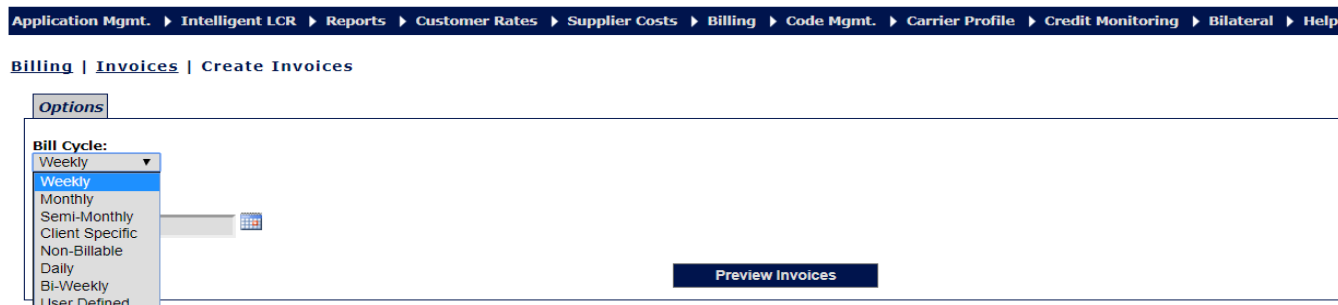 Application Mgmt. Intelligent LCR Reports Customer Rates Supplier Costs Billing Code Mgmt. Carrier Profile Credit Monitoring Bilateral Help
Billing | Invoices | Create Invoices
Options
Bill Cycle:
Weekly
Weekly
Monthly
Semi-Monthly
Client Specific
Non-Billable
Daily
Preview Invoices
Bi-Weekly
User Defined